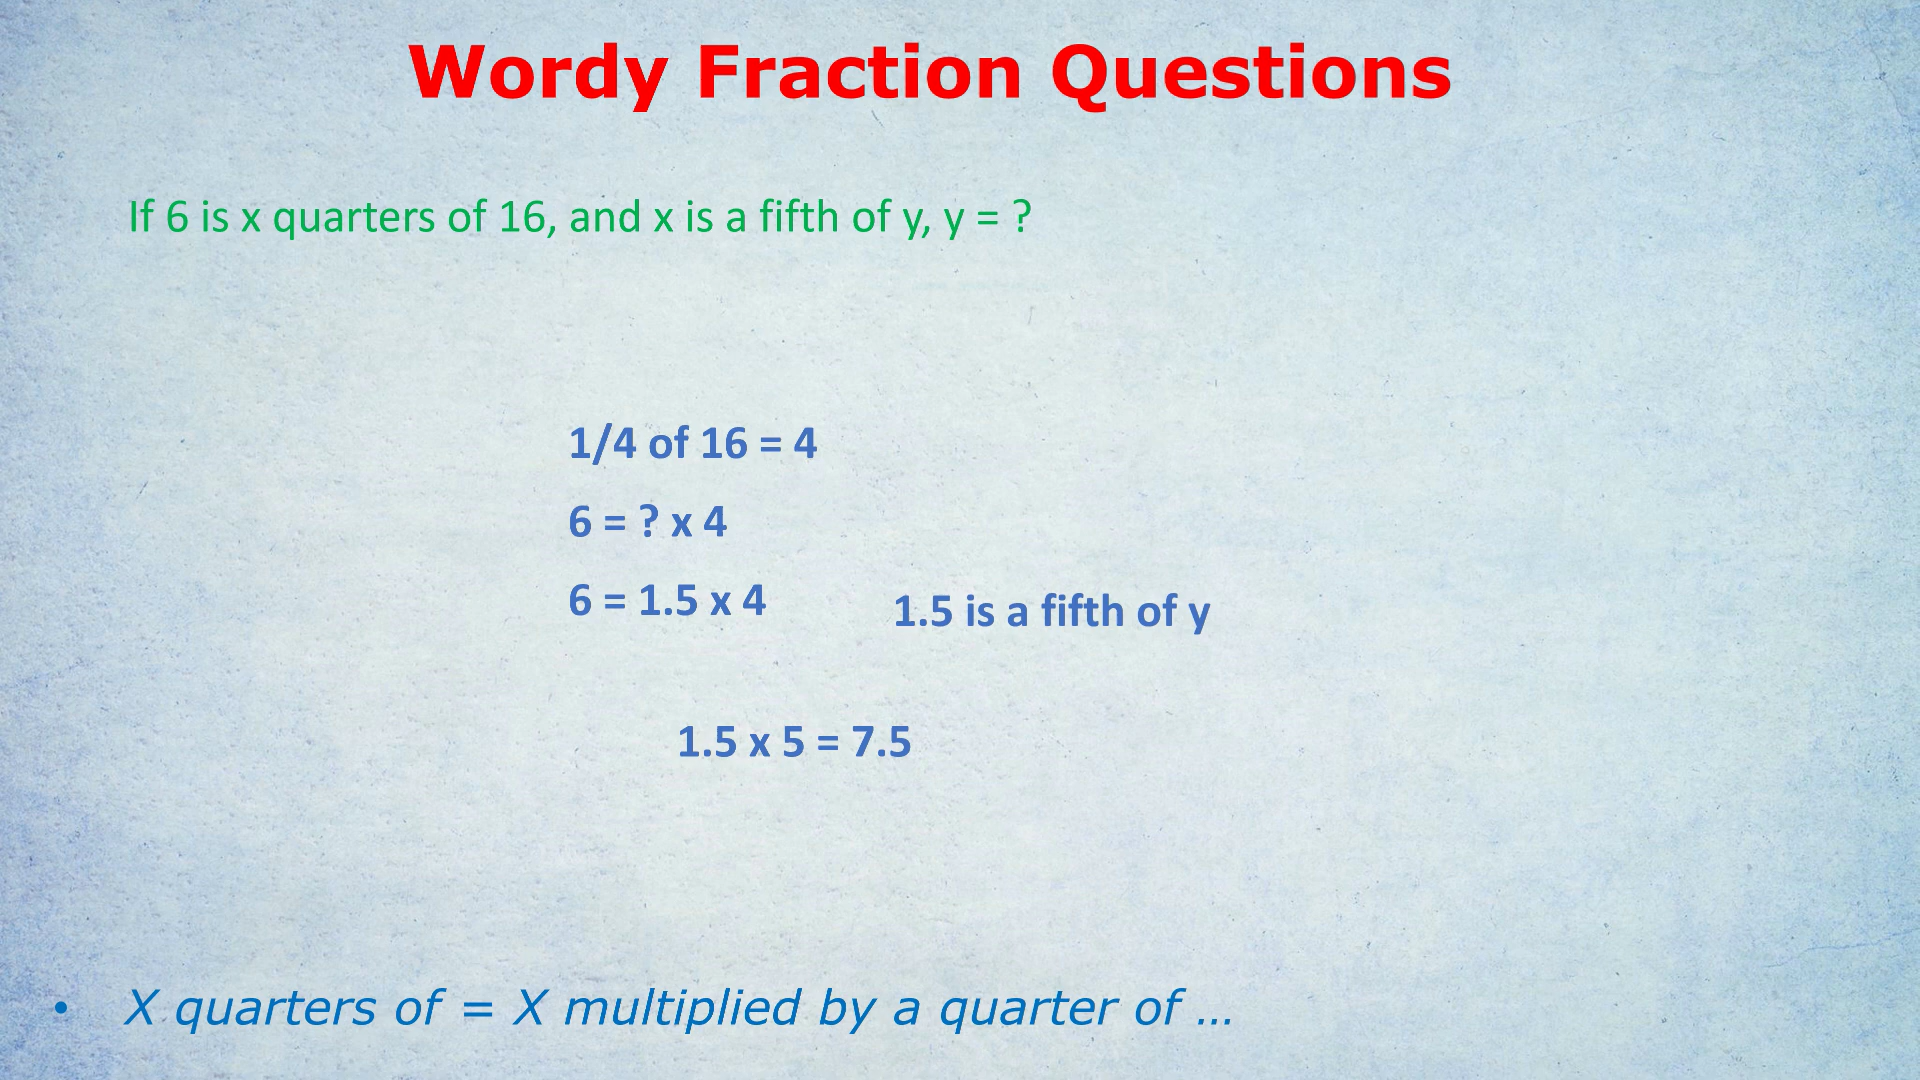 Wordy Fraction Questions
If 6 is x quarters of 16, and x is a fifth of y, y = ?
1/4 of 16 = 4
6 = ? x 4
6 = 1.5 x 4
1.5 is a fifth of y
1.5 x 5 = 7.5
• X quarters of = X multiplied by a quarter of …